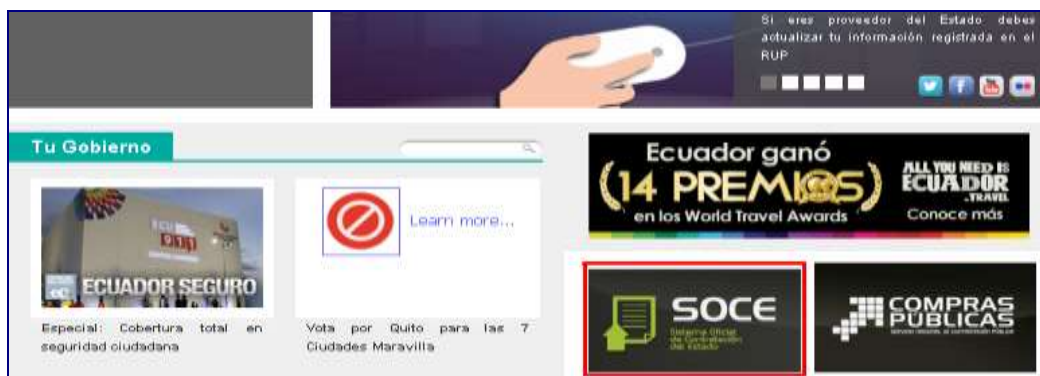 Si eres proveedor del Estado debes
actualizar tu información registrada en el
RUP
Tu Gobierno
Learn more...
ECUADOR SEGURO
Especial: Cobertura total en
seguridad ciudadana
Vota por Quito para las 7
Ciudades Maravilla
Ecuador ganó
(14 PREMIOS)
en los World Travel Awards
ALL YOU NEED IS
ECUADOR
.TRAVEL
Conoce más
SOCE
Sistema Oficial
de Contratación
del Estado
COMPRAS
PÚBLICAS